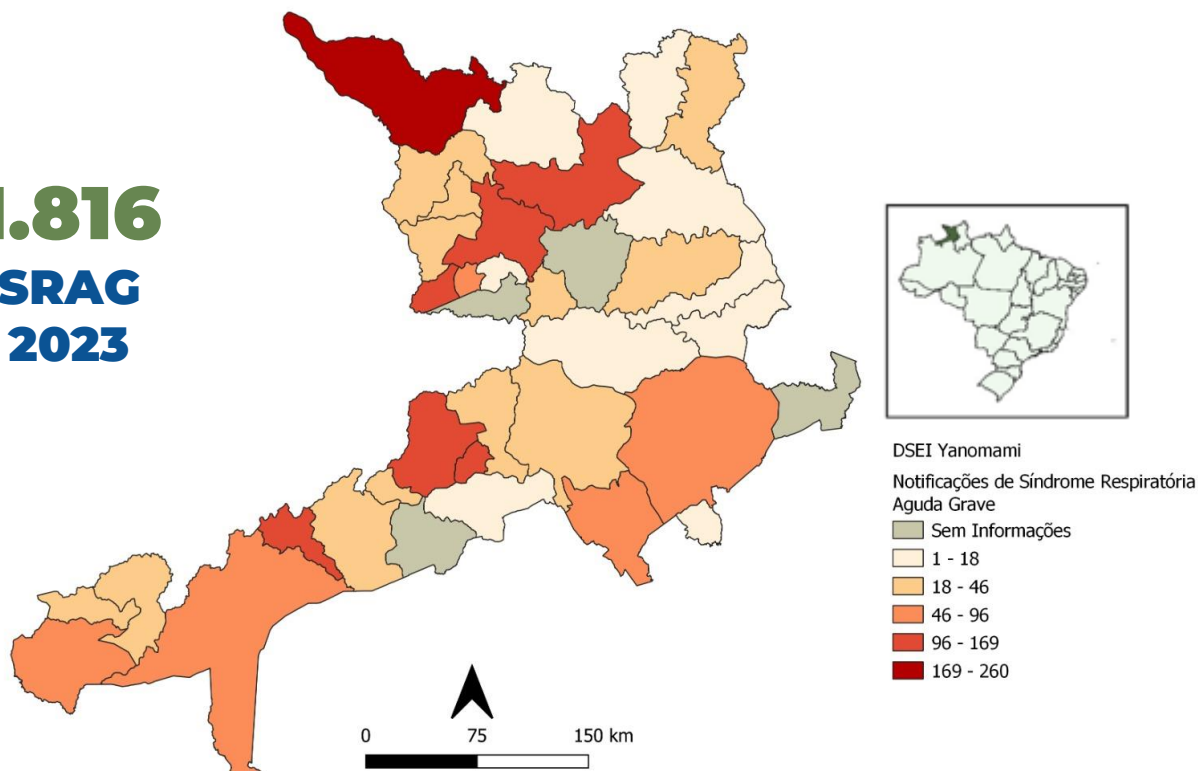 1.816
SRAG
2023
DSEI Yanomami
Notificações de Síndrome Respiratória
Aguda Grave
Sem Informações
1 - 18
18 - 46
46 - 96
96 - 169
169 - 260
0 75 150 km